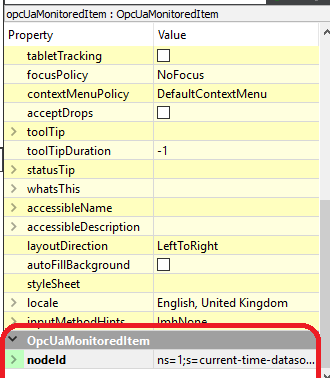 opcUaMonitoredItem : OpcUaMonitoredItem
Property Value
tabletTracking
focusPolicy NoFocus
contextMenuPolicy DefaultContextMenu
acceptDrops
toolTip
toolTipDuration -1
statusTip
whatsThis
accessibleName
accessibleDescription
layoutDirection LeftToRight
autoFillBackground
styleSheet
locale English, United Kingdom
inputMethodHints ImhNone
OpcUaMonitoredItem
nodeId ns=1;s=current-time-dataso...